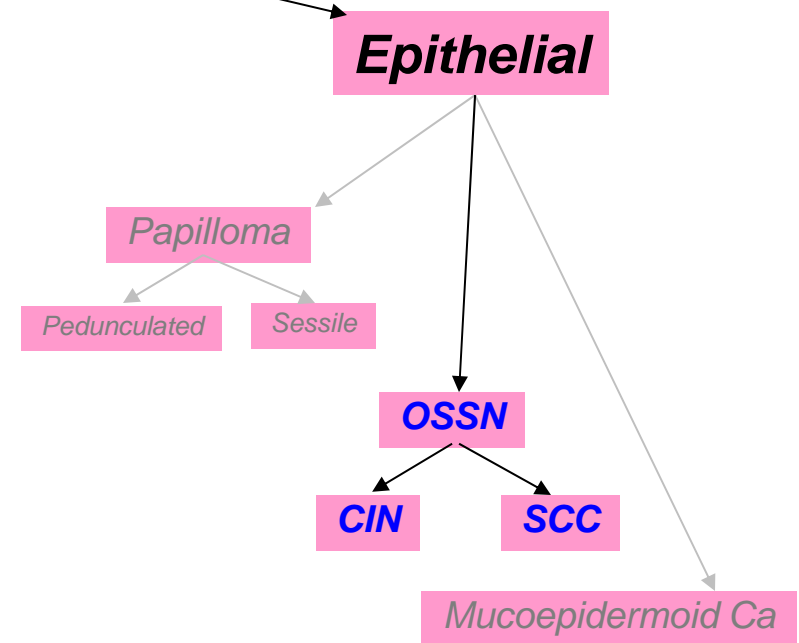 Epithelial
Papilloma
Pedunculated
Sessile
OSSN
CIN
SCC
Mucoepidermoid Ca